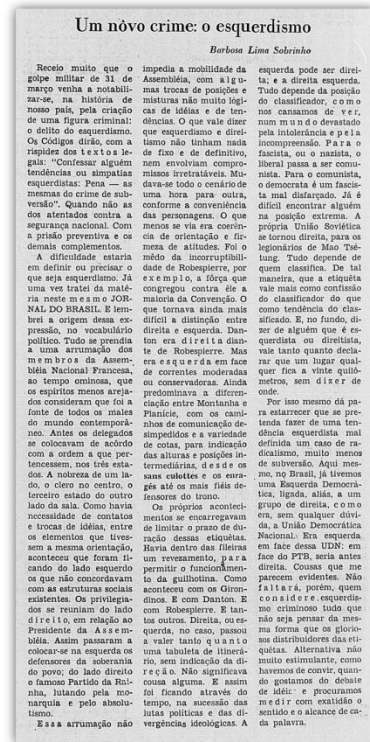 Um nôvo crime: o esquerdismo
Barbosa Lima Sobrinho
Receio muito que o
golpe militar de 31 de
março venha a notabili-
zar-se, na história de
nosso país, pela criação
de uma figura criminal:
o delito do esquerdismo.
Os Códigos dirão, com a
rispidez dos textos le-
gais: "Confessar alguém
tendências ou simpatias
esquerdistas: Pena — as
mesmas do crime de sub-
versão". Quando não as
dos atentados contra a
segurança nacional. Com
a prisão preventiva e os
demais complementos.
A dificuldade estaria
em definir ou precisar o
que seja esquerdismo. Já
uma vez tratei da maté-
ria neste mesmo JOR-
NAL DO BRASIL. E lem-
brei a origem dessa ex-
pressão, no vocabulário
político. Tudo se prendia
a uma arrumação dos
membros da Assem-
bléia Nacional Francesa,
ao tempo ominosa, que
os espíritos menos areja-
dos consideram que foi a
fonte de todos os males
do mundo contemporâ-
neo. Antes os delegados
se colocavam de acôrdo
com a ordem a que per-
tencessem, nos três esta-
dos. A nobreza de um la-
do, o clero no centro, o
terceiro estado do outro
lado da sala. Como havia
necessidade de contatos
e trocas de idéias, entre
os elementos que tives-
sem a mesma orientação,
aconteceu que foram fi-
cando do lado esquerdo
os que não concordavam
com as estruturas sociais
existentes. Os privilegia-
dos se reuniam do lado
direito, em relação ao
Presidente da Assem-
bléia. Assim passaram a
colocar-se na esquerda os
defensores da soberania
do povo; do lado direito
o famoso Partido da Rai-
nha, lutando pela mo-
narquia e pelo absolu-
tismo.
Essa arrumação não
impedia a mobilidade da
Assembléia, com algu-
mas trocas de posições e
misturas não muito lógi-
cas de idéias e de ten-
dências. O que vale dizer
que esquerdismo e direi-
tismo não tinham nada
de fixo e de definitivo,
nem envolviam compro-
missos irretratáveis. Mu-
dava-se todo o cenário de
uma hora para outra,
conforme a conveniência
das personagens. O que
menos se via era coerên-
cia de orientação e fir-
meza de atitudes. Foi o
mêdo da incorruptibili-
dade de Robespierre, por
exemplo, a fôrça que
congregou contra êle a
maioria da Convenção. O
que tornava ainda mais
difícil a distinção entre
direita e esquerda. Dan-
ton era direita dian-
te de Robespierre. Mas
era esquerda em face
de correntes moderadas
ou conservadoras. Ainda
predominava a diferen-
ciação entre Montanha e
Planície, com os cami-
nhos de comunicação de-
simpedidos e a variedade
de cotas, para indicação
das alturas e posições in-
termediárias, desde os
sans culottes e os enra-
gés até os mais fiéis de-
fensores do trono.
Os próprios aconteci-
mentos se encarregavam
de limitar o prazo de du-
ração dessas etiquêtas.
Havia dentro das fileiras
um revezamento, para
permitir o funcionámen-
to da guilhotina. Como
aconteceu com os Giron-
dinos. E com Danton. E
com Robespierre. E tan-
tos outros. Direita, ou es-
querda, no caso, passou
a valer tanto quanto
uma tabuleta de itinerá-
rio, sem indicação da di-
reção. Não significava
cousa alguma. E assim
foi ficando através do
tempo, na sucessão das
lutas políticas e das di-
vergências ideológicas. A
esquerda pode ser direi-
ta; e a direita esquerda.
Tudo depende da posição
do classificador, como
nos cansamos de ver,
num mundo devastado
pela intolerância e pela
incompreensão. Para o
fascista, ou o nazista, o
liberal passa a ser comu-
nista. Para o comunista,
o democrata é um fascis-
ta mal disfarçado. Já é
difícil encontrar alguém
na posição extrema. A
própria União Soviética
se tornou direita, para os
legionários de Mao Tsé-
tung. Tudo depende de
quem classifica. De tal
maneira, que a etiquêta
vale mais como confissão
do classificador do que
como tendência do clas-
sificado. E, no fundo, di-
zer de alguém que é es-
querdista ou direitista,
vale tanto quanto decla-
rar que um lugar qual-
quer fica a vinte quilô-
metros, sem dizer de
onde.
Por isso mesmo dá pa-
ra estarrecer que se pre-
tenda fazer de uma ten-
dência esquerdista mal
definida um caso de ra-
dicalismo, muito menos
de subversão. Aqui mes-
mo, no Brasil, já tivemos
uma Esquerda Democrá-
tica, ligada, aliás, a um
grupo de direita, como
era, sem qualquer dúvi-
da, a União Democrática
Nacional. Era esquerda
em face dessa UDN; em
face do PTB, seria antes
direita. Cousas que me
parecem evidentes. Não
faltará, porém, quem
considere esquerdis-
mo criminoso tudo que
não seja pensar da mes-
ma forma que os glorio-
sos distribuidores das eti-
quêtas. Alternativa não
muito estimulante, como
havemos de convir, quan-
do gostamos do debate
de idéic e procuramos
medir com exatidão o
sentido e o alcance de ca-
da palavra.